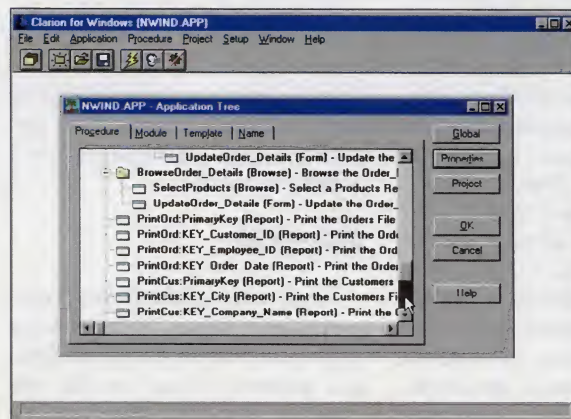 Clarion for Windows (NWIND.APP)
File Edit Application Procedure Project Setup Window Help
NWIND.APP - Application Tree
Procedure Module Template Name
UpdateOrder_Details (Form) - Update the
BrowseOrder_Details (Browse) - Browse the Order_
SelectProducts (Browse) - Select a Products Re
UpdateOrder_Details (Form) - Update the Order_
PrintOrd:PrimaryKey (Report) - Print the Orders File
PrintOrd:KEY_Customer_ID (Report) - Print the Orde
PrintOrd:KEY_Employee_ID (Report) - Print the Ord
PrintOrd:KEY_Order_Date (Report) - Print the Order
PrintCus:PrimaryKey (Report) - Print the Customers
PrintCus:KEY_City (Report) - Print the Customers Fi
PrintCus:KEY_Company_Name (Report) - Print the
Global
Properties
Project
OK
Cancel
Help